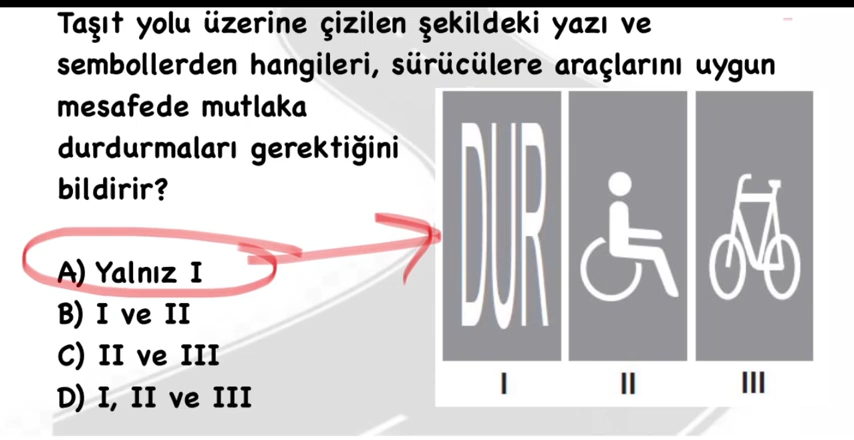 Taşıt yolu üzerine çizilen şekildeki yazı ve
sembollerden hangileri, sürücülere araçlarını uygun
mesafede mutlaka
durdurmaları gerektiğini
bildirir?
A) Yalnız I
B) I ve II
C) II ve III
D) I, II ve III
DUR
I II III